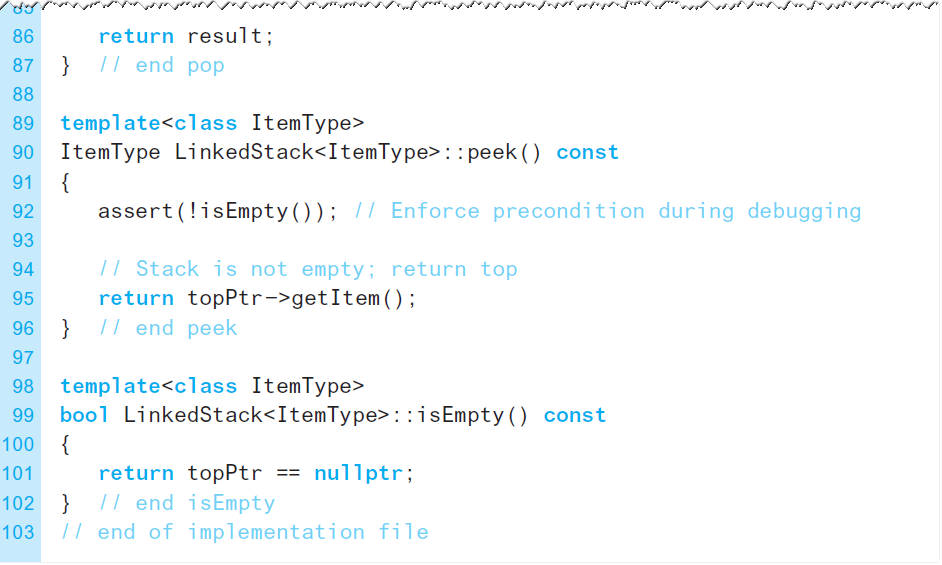 86 return result;
87 } // end pop
88
89 template<class ItemType>
90 ItemType LinkedStack<ItemType>::peek() const
91 {
92 assert(!isEmpty()); // Enforce precondition during debugging
93
94 // Stack is not empty; return top
95 return topPtr->getItem();
96 } // end peek
97
98 template<class ItemType>
99 bool LinkedStack<ItemType>::isEmpty() const
100 {
101 return topPtr == nullptr;
102 } // end isEmpty
103 // end of implementation file